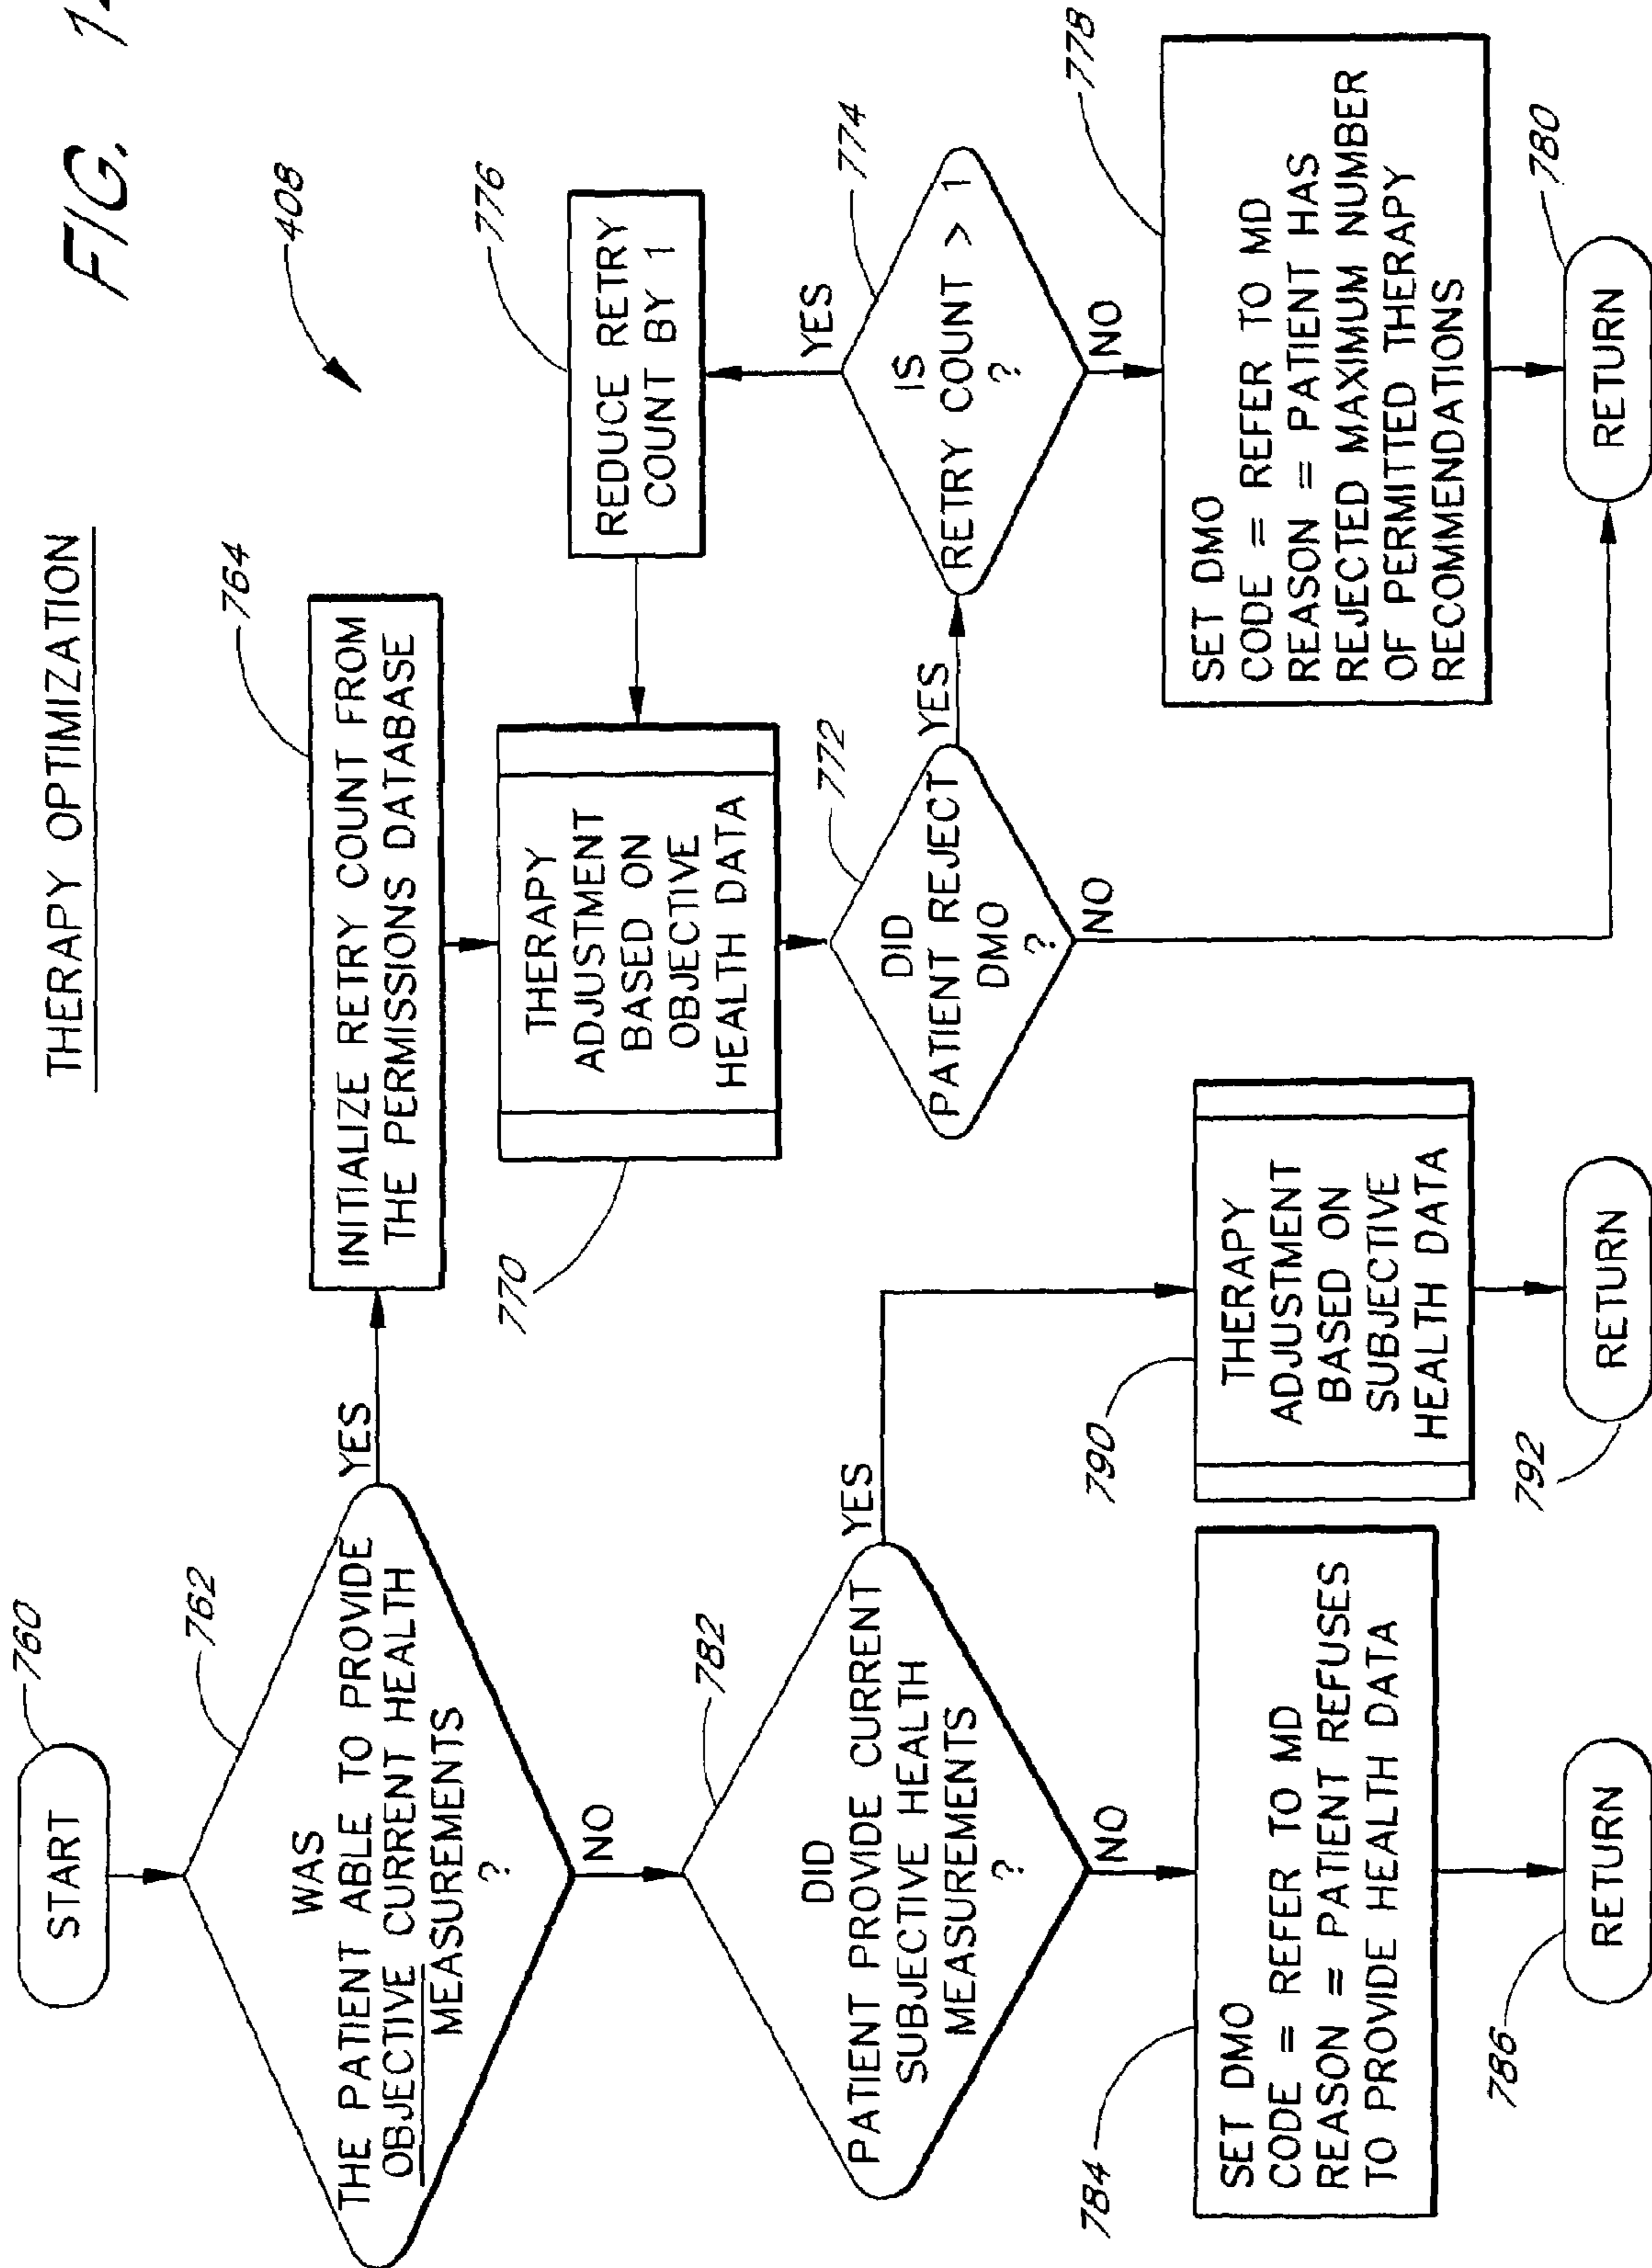 THERAPY OPTIMIZATION
FIG.
408
760
START
762
WAS
THE PATIENT ABLE TO PROVIDE
OBJECTIVE CURRENT HEALTH
MEASUREMENTS
?
YES
NO
764
INITIALIZE RETRY COUNT FROM
THE PERMISSIONS DATABASE
770
THERAPY
ADJUSTMENT
BASED ON
OBJECTIVE
HEALTH DATA
776
REDUCE RETRY
COUNT BY 1
772
DID
PATIENT REJECT
DMO
?
YES
NO
774
IS
RETRY COUNT > 1
?
YES
NO
778
SET DMO
CODE = REFER TO MD
REASON = PATIENT HAS
REJECTED MAXIMUM NUMBER
OF PERMITTED THERAPY
RECOMMENDATIONS
780
RETURN
782
DID
PATIENT PROVIDE CURRENT
SUBJECTIVE HEALTH
MEASUREMENTS
?
YES
NO
784
SET DMO
CODE = REFER TO MD
REASON = PATIENT REFUSES
TO PROVIDE HEALTH DATA
786
RETURN
790
THERAPY
ADJUSTMENT
BASED ON
SUBJECTIVE
HEALTH DATA
792
RETURN